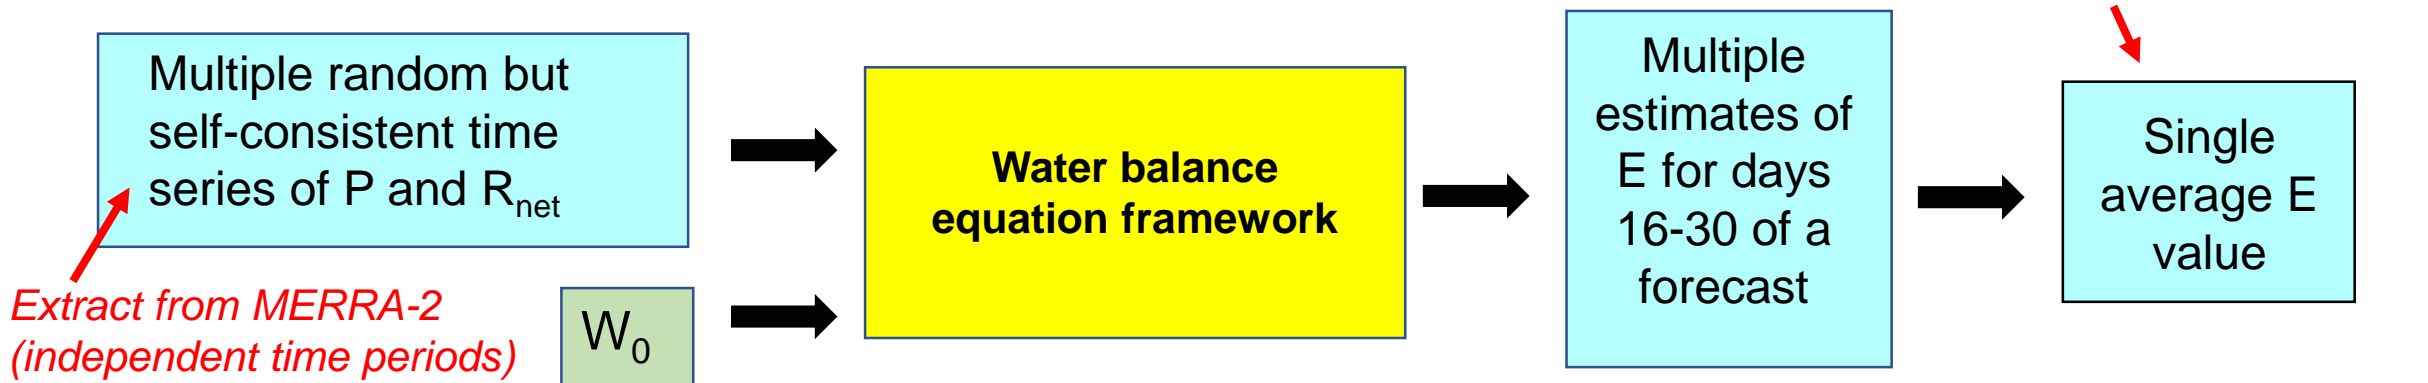 Multiple random but
self-consistent time
series of P and Rnet
Extract from MERRA-2
(independent time periods)
W0
Water balance
equation framework
Multiple
estimates of
E for days
16-30 of a
forecast
Single
average E
value